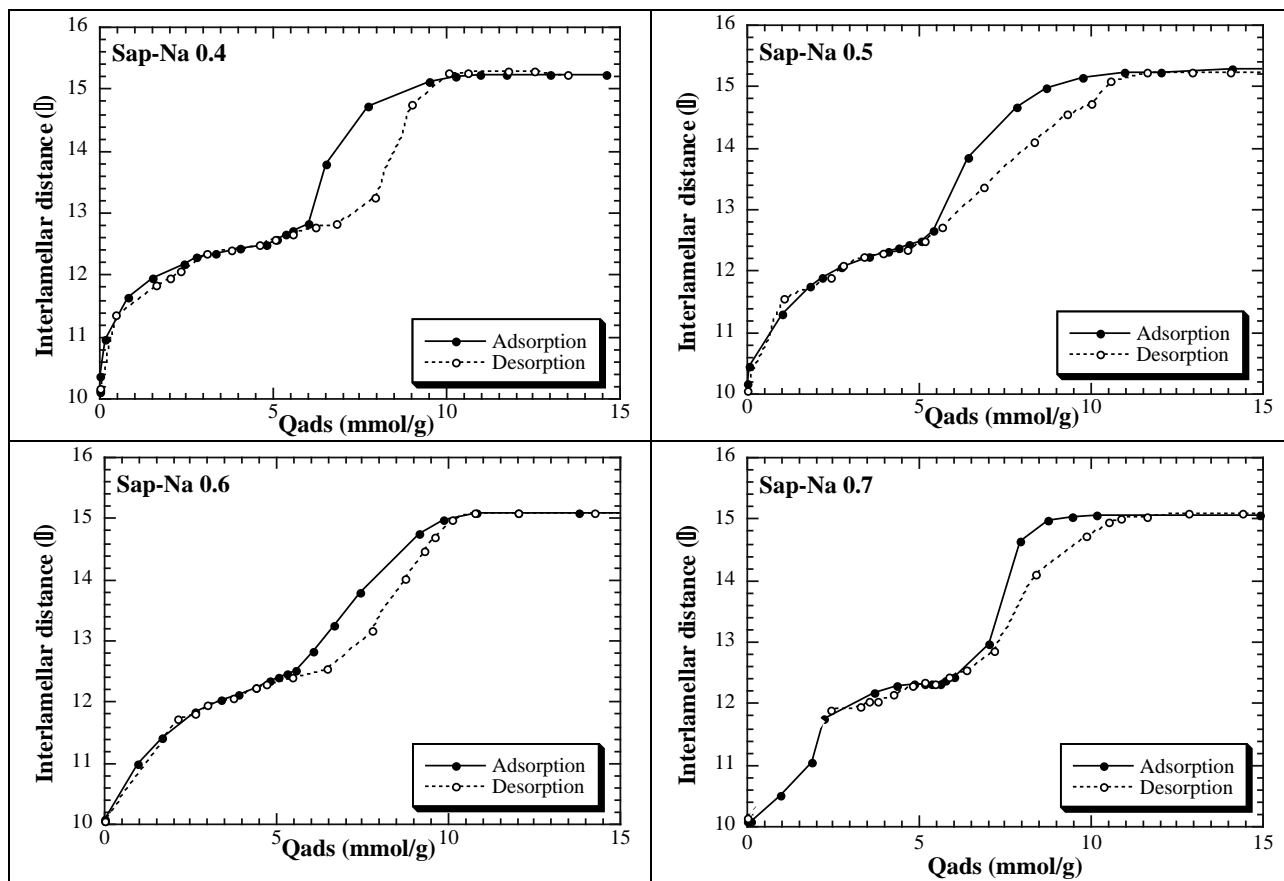 Sap-Na 0.4
Interlamellar distance (▯)
16
15
14
13
12
11
10
0
5
10
15
Qads (mmol/g)
Adsorption
Desorption
Sap-Na 0.5
Interlamellar distance (▯)
16
15
14
13
12
11
10
0
5
10
15
Qads (mmol/g)
Adsorption
Desorption
Sap-Na 0.6
Interlamellar distance (▯)
16
15
14
13
12
11
10
0
5
10
15
Qads (mmol/g)
Adsorption
Desorption
Sap-Na 0.7
Interlamellar distance (▯)
16
15
14
13
12
11
10
0
5
10
15
Qads (mmol/g)
Adsorption
Desorption